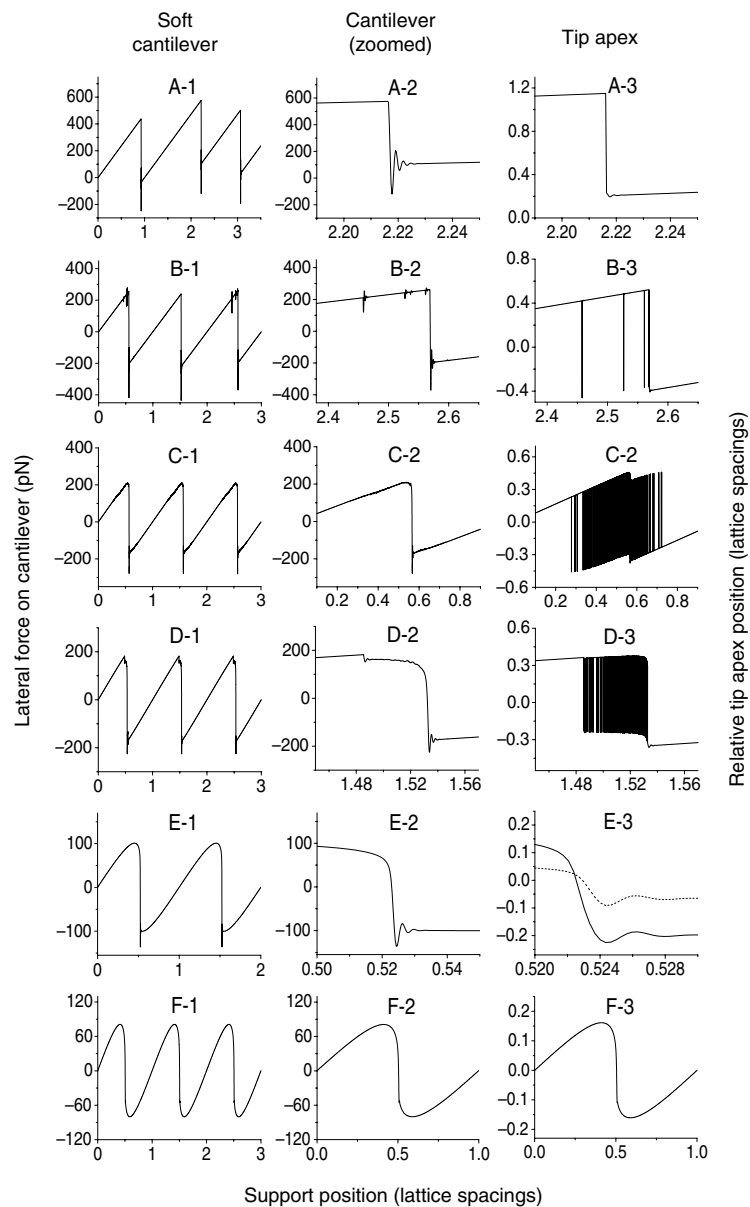 Soft cantilever
Cantilever (zoomed)
Tip apex
A-1
600
400
200
0
–200
0 1 2 3
A-2
600
400
200
0
–200
2.20 2.22 2.24
A-3
1.2
0.8
0.4
0.0
2.20 2.22 2.24
B-1
400
200
0
–200
–400
0 1 2 3
B-2
400
200
0
–200
–400
2.4 2.5 2.6
B-3
0.8
0.4
0.0
–0.4
2.4 2.5 2.6
C-1
400
200
0
–200
0 1 2 3
C-2
400
200
0
–200
0.2 0.4 0.6 0.8
C-2
0.6
0.3
0.0
–0.3
–0.6
0.2 0.4 0.6 0.8
D-1
200
0
–200
0 1 2 3
D-2
200
0
–200
1.48 1.52 1.56
D-3
0.6
0.3
0.0
–0.3
1.48 1.52 1.56
E-1
100
0
–100
0 1 2
E-2
100
0
–100
0.50 0.52 0.54
E-3
0.2
0.1
0.0
–0.1
–0.2
0.520 0.524 0.528
F-1
120
60
0
–60
–120
0 1 2 3
F-2
120
60
0
–60
–120
0.0 0.5 1.0
F-3
0.2
0.1
0.0
–0.1
–0.2
0.0 0.5 1.0
Lateral force on cantilever (pN)
Relative tip apex position (lattice spacings)
Support position (lattice spacings)